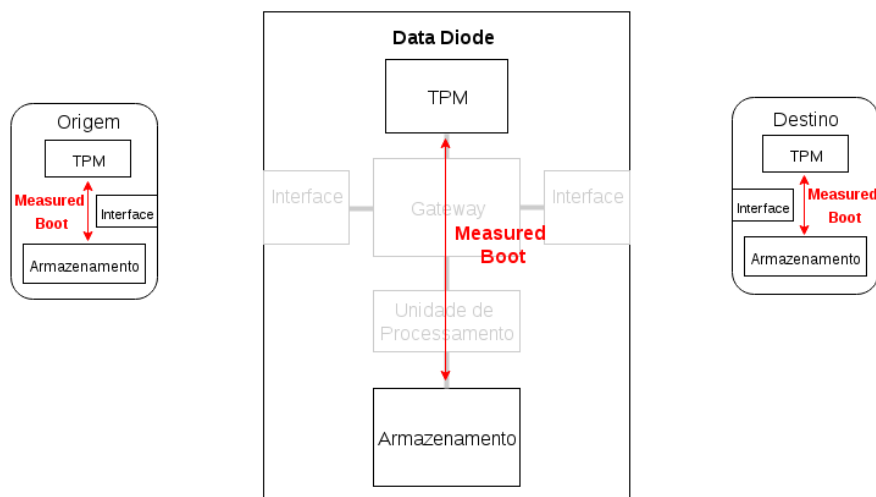 Data Diode
TPM
Origem
TPM
Measured
Boot
Interface
Armazenamento
Interface
Gateway
Interface
Measured
Boot
Unidade de
Processamento
Armazenamento
Destino
TPM
Interface
Measured
Boot
Armazenamento